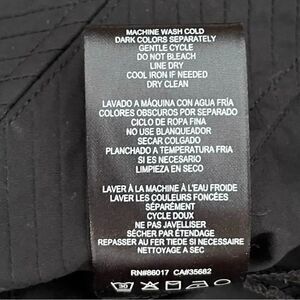 MACHINE WASH COLD
DARK COLORS SEPARATELY
GENTLE CYCLE
DO NOT BLEACH
LINE DRY
COOL IRON IF NEEDED
DRY CLEAN
LAVADO A MÁQUINA CON AGUA FRÍA
COLORES OBSCUROS POR SEPARADO
CICLO DE ROPA FINA
NO USE BLANQUEADOR
SECAR COLGADO
PLANCHADO A TEMPERATURA FRÍA
SI ES NECESARIO
LIMPIEZA EN SECO
LAVER À LA MACHINE À L'EAU FROIDE
LAVER LES COULEURS FONCÉES
SÉPARÉMENT
CYCLE DOUX
NE PAS JAVELLISER
SÉCHER PAR ÉTENDAGE
REPASSER AU FER TIÈDE SI NÉCESSAIRE
NETTOYAGE A SEC
RN#86017 CA#35682